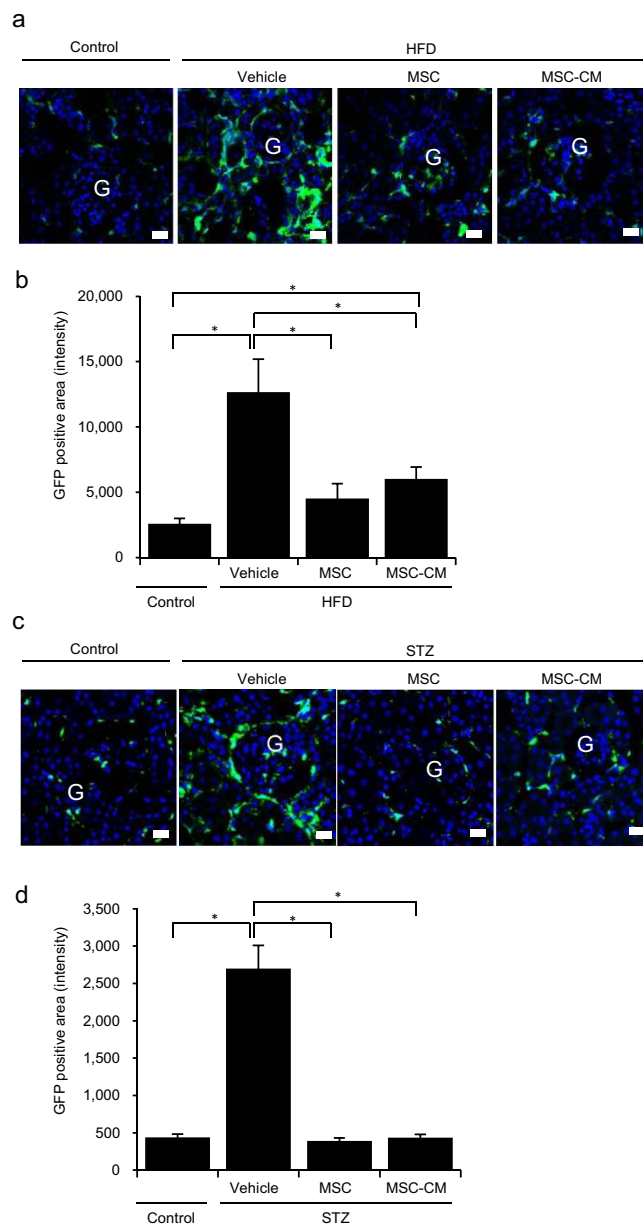 a
Control HFD
Vehicle MSC MSC-CM
G G G G
b
* 
* *
*
20,000
15,000
10,000
5,000
0
GFP positive area (intensity)
Vehicle MSC MSC-CM
Control HFD
c
Control STZ
Vehicle MSC MSC-CM
G G G G
d
*
* *
3,500
3,000
2,500
2,000
1,500
1,000
500
0
GFP positive area (intensity)
Vehicle MSC MSC-CM
Control STZ